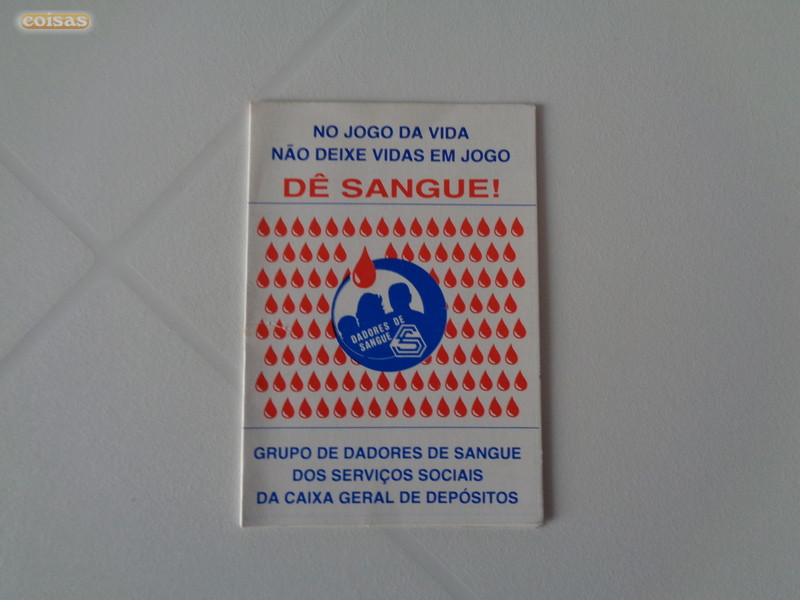 coisas
NO JOGO DA VIDA
NÃO DEIXE VIDAS EM JOGO
DÊ SANGUE!
DADORES DE
SANGUE
GRUPO DE DADORES DE SANGUE
DOS SERVIÇOS SOCIAIS
DA CAIXA GERAL DE DEPÓSITOS